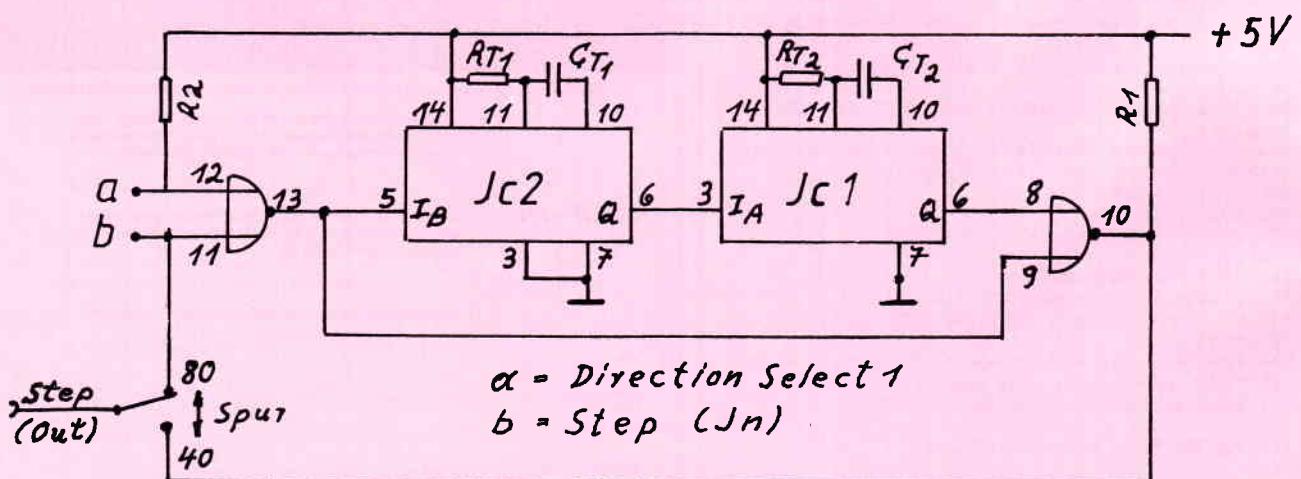 + 5V
RT1 CT1 RT2 CT2
R2 R1
14 11 10 14 11 10
a 12 13 5 IB Jc2 Q 6 3 IA Jc1 Q 6 8 10
b 11 3 7 7 9
80
Step
(Out)
Spur
40
a = Direction Select 1
b = Step (Jn)